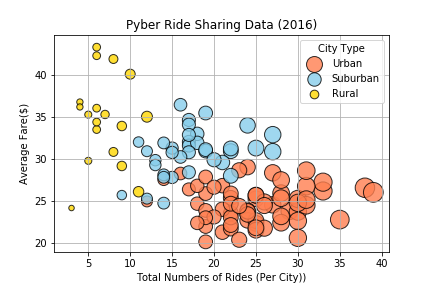 Pyber Ride Sharing Data (2016)
City Type
Urban
Suburban
Rural
Average Fare($)
40
35
30
25
20
5
10
15
20
25
30
35
40
Total Numbers of Rides (Per City))